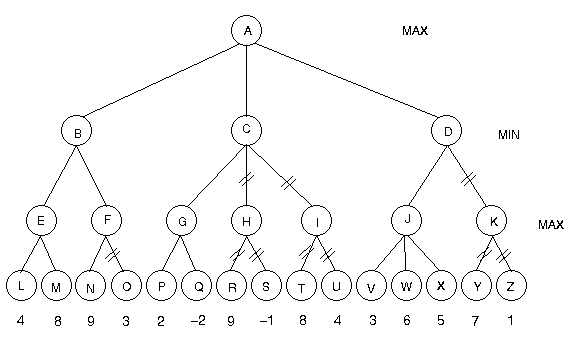 A MAX
B C D MIN
E F G H I J K MAX
L M N O P Q R S T U V W X Y Z
4 8 9 3 2 -2 9 -1 8 4 3 6 5 7 1